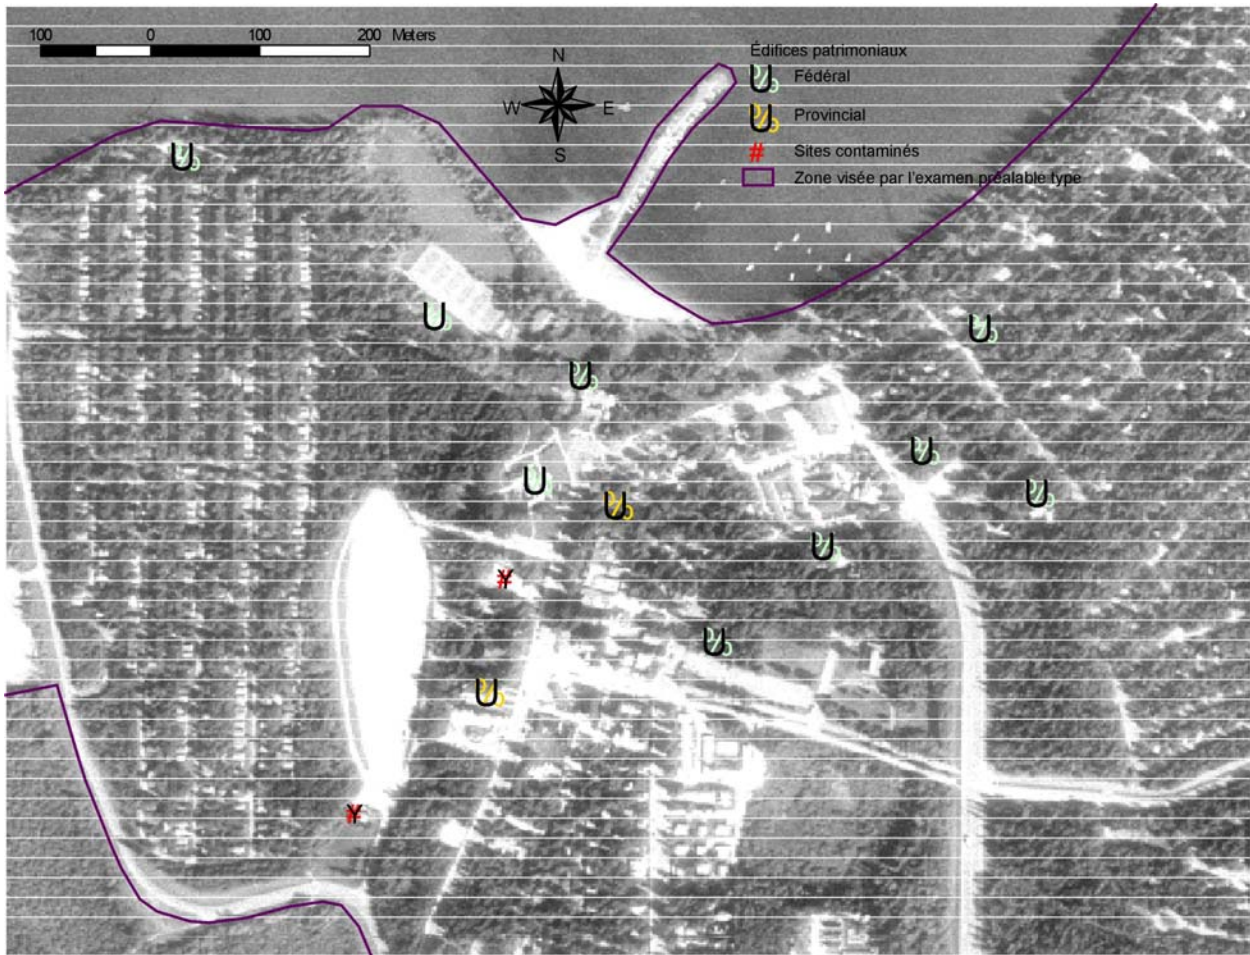 100 0 100 200 Meters
N
W E
S
Édifices patrimoniaux
Fédéral
Provincial
Sites contaminés
Zone visée par l'examen préalable type